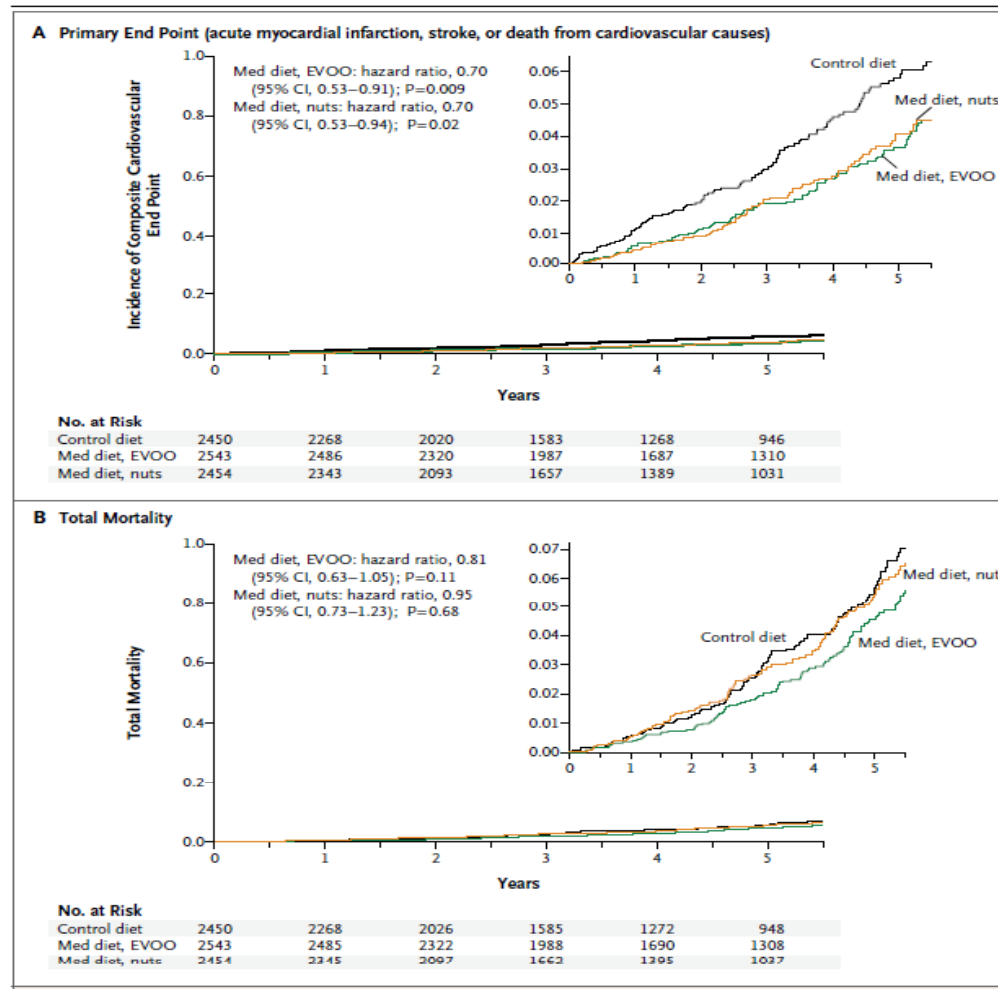 A Primary End Point (acute myocardial infarction, stroke, or death from cardiovascular causes)
Incidence of Composite Cardiovascular
End Point
1.0
0.8
0.6
0.4
0.2
0.0
Med diet, EVOO: hazard ratio, 0.70
(95% CI, 0.53–0.91); P=0.009
Med diet, nuts: hazard ratio, 0.70
(95% CI, 0.53–0.94); P=0.02
0.06
0.05
0.04
0.03
0.02
0.01
0.00
Control diet
Med diet, nuts
Med diet, EVOO
0 1 2 3 4 5
0 1 2 3 4 5
Years
No. at Risk
Control diet 2450 2268 2020 1583 1268 946
Med diet, EVOO 2543 2486 2320 1987 1687 1310
Med diet, nuts 2454 2343 2093 1657 1389 1031
B Total Mortality
Total Mortality
1.0
0.8
0.6
0.4
0.2
0.0
Med diet, EVOO: hazard ratio, 0.81
(95% CI, 0.63–1.05); P=0.11
Med diet, nuts: hazard ratio, 0.95
(95% CI, 0.73–1.23); P=0.68
0.07
0.06
0.05
0.04
0.03
0.02
0.01
0.00
Med diet, nut
Control diet
Med diet, EVOO
0 1 2 3 4 5
0 1 2 3 4 5
Years
No. at Risk
Control diet 2450 2268 2026 1585 1272 948
Med diet, EVOO 2543 2485 2322 1988 1690 1308
Med diet, nuts 2454 2345 2097 1662 1395 1037